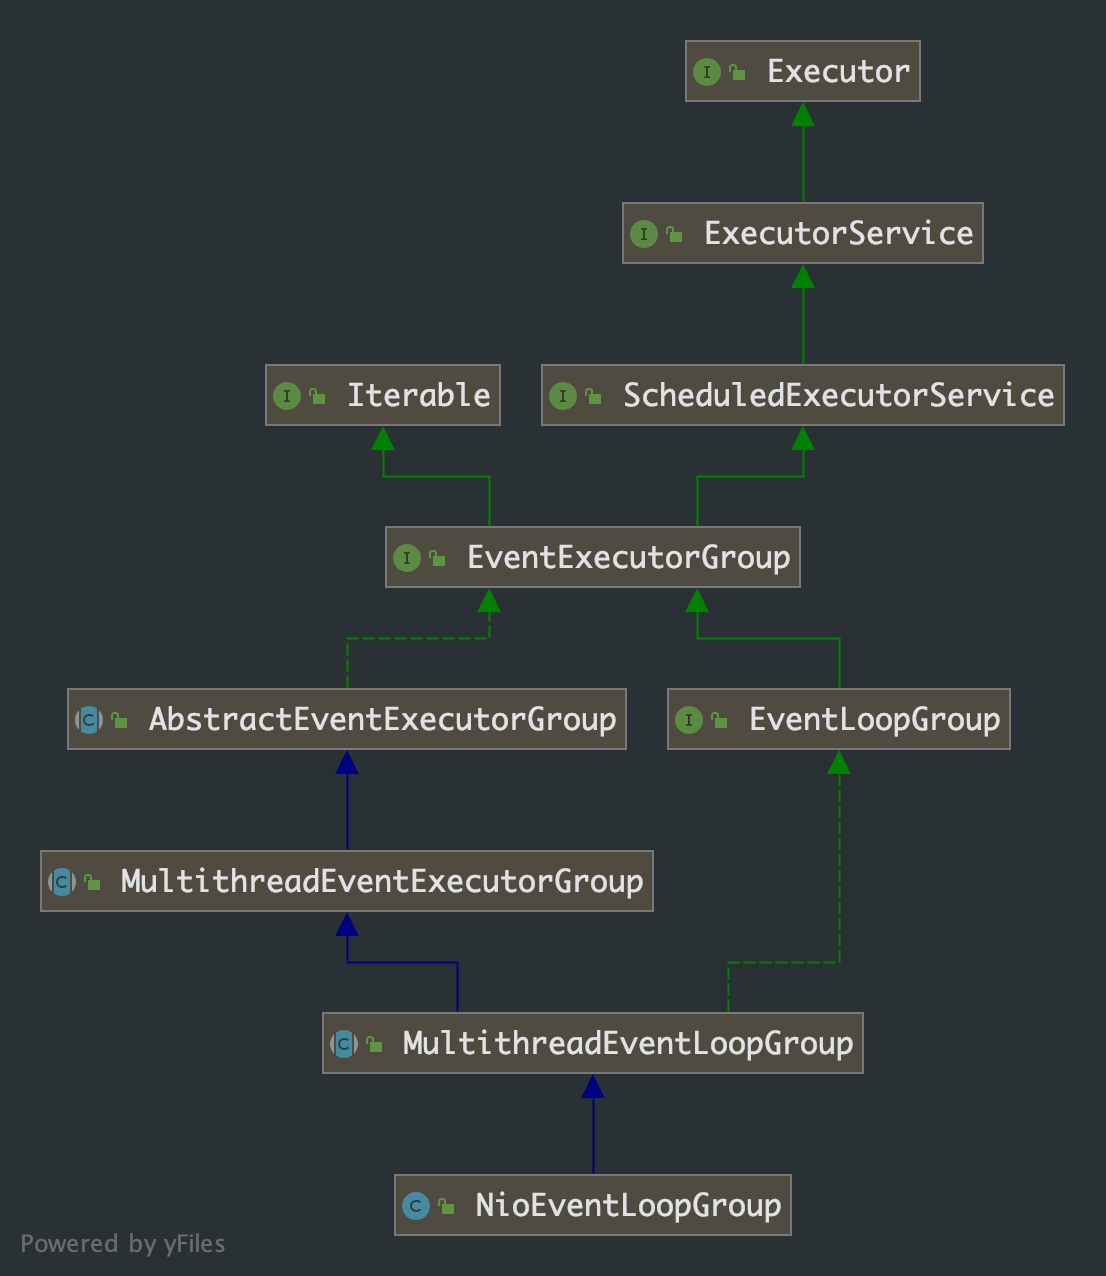 Executor
ExecutorService
Iterable
ScheduledExecutorService
EventExecutorGroup
AbstractEventExecutorGroup
EventLoopGroup
MultithreadEventExecutorGroup
MultithreadEventLoopGroup
NioEventLoopGroup
Powered by yFiles